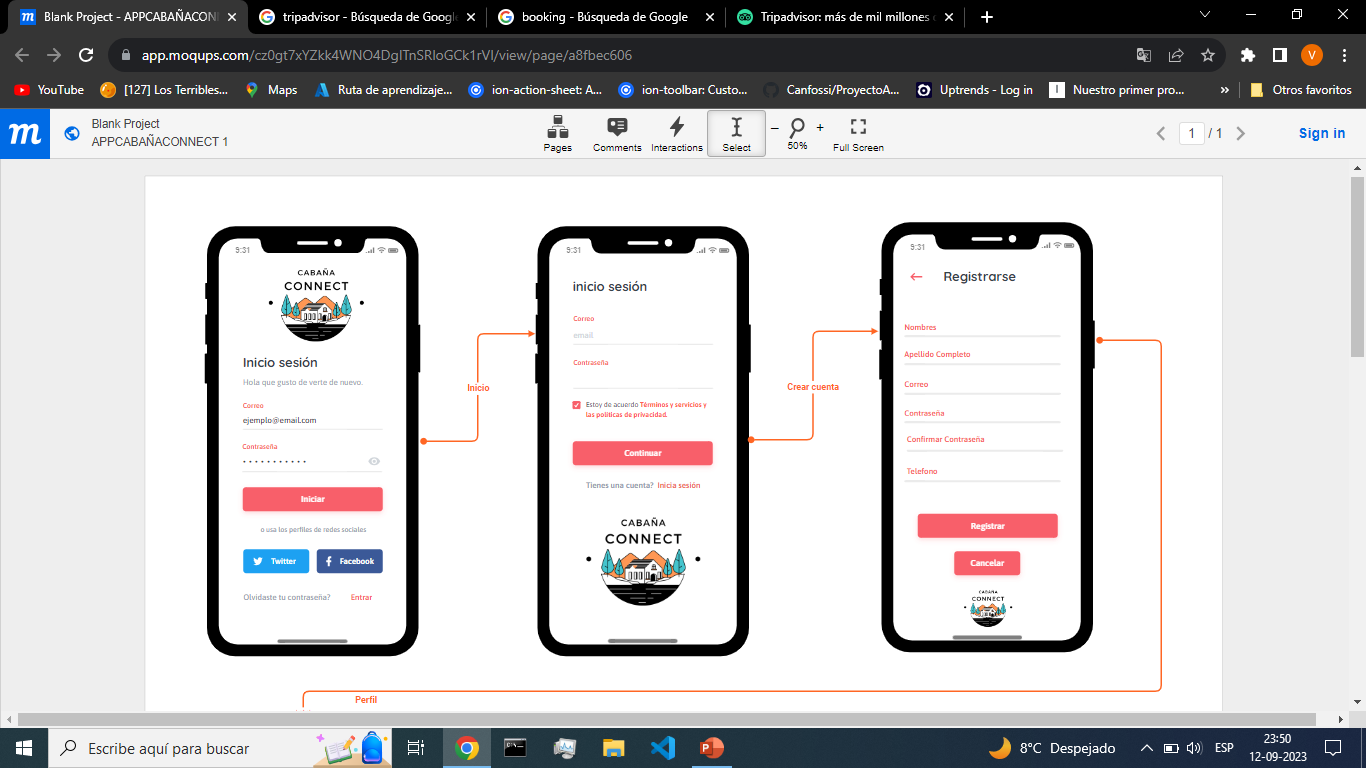 Blank Project - APPCABAÑACONN
tripadvisor - Búsqueda de Google
booking - Búsqueda de Google
Tripadvisor: más de mil millones
app.moqups.com/cz0gt7xYZkk4WNO4DgITnSRIoGCk1rVI/view/page/a8fbec606
V
YouTube
[127] Los Terribles...
Maps
Ruta de aprendizaje...
ion-action-sheet: A...
ion-toolbar: Custo...
Canfossi/ProyectoA...
Uptrends - Log in
Nuestro primer pro...
»
Otros favoritos
m
Blank Project
APPCABAÑACONNECT 1
Pages
Comments
Interactions
Select
50%
Full Screen
1 / 1
Sign in
9:31
CABAÑA
CONNECT
Inicio sesión
Hola que gusto de verte de nuevo.
Correo
ejemplo@email.com
Contraseña
Iniciar
o usa los perfiles de redes sociales
Twitter
Facebook
Olvidaste tu contraseña?
Entrar
Inicio
9:31
inicio sesión
Correo
email
Contraseña
Estoy de acuerdo Términos y servicios y
las políticas de privacidad.
Continuar
Tienes una cuenta? Inicia sesión
CABAÑA
CONNECT
Crear cuenta
9:31
Registrarse
Nombres
Apellido Completo
Correo
Contraseña
Confirmar Contraseña
Telefono
Registrar
Cancelar
CABAÑA
CONNECT
Perfil
Escribe aquí para buscar
8°C Despejado
ESP
23:50
12-09-2023